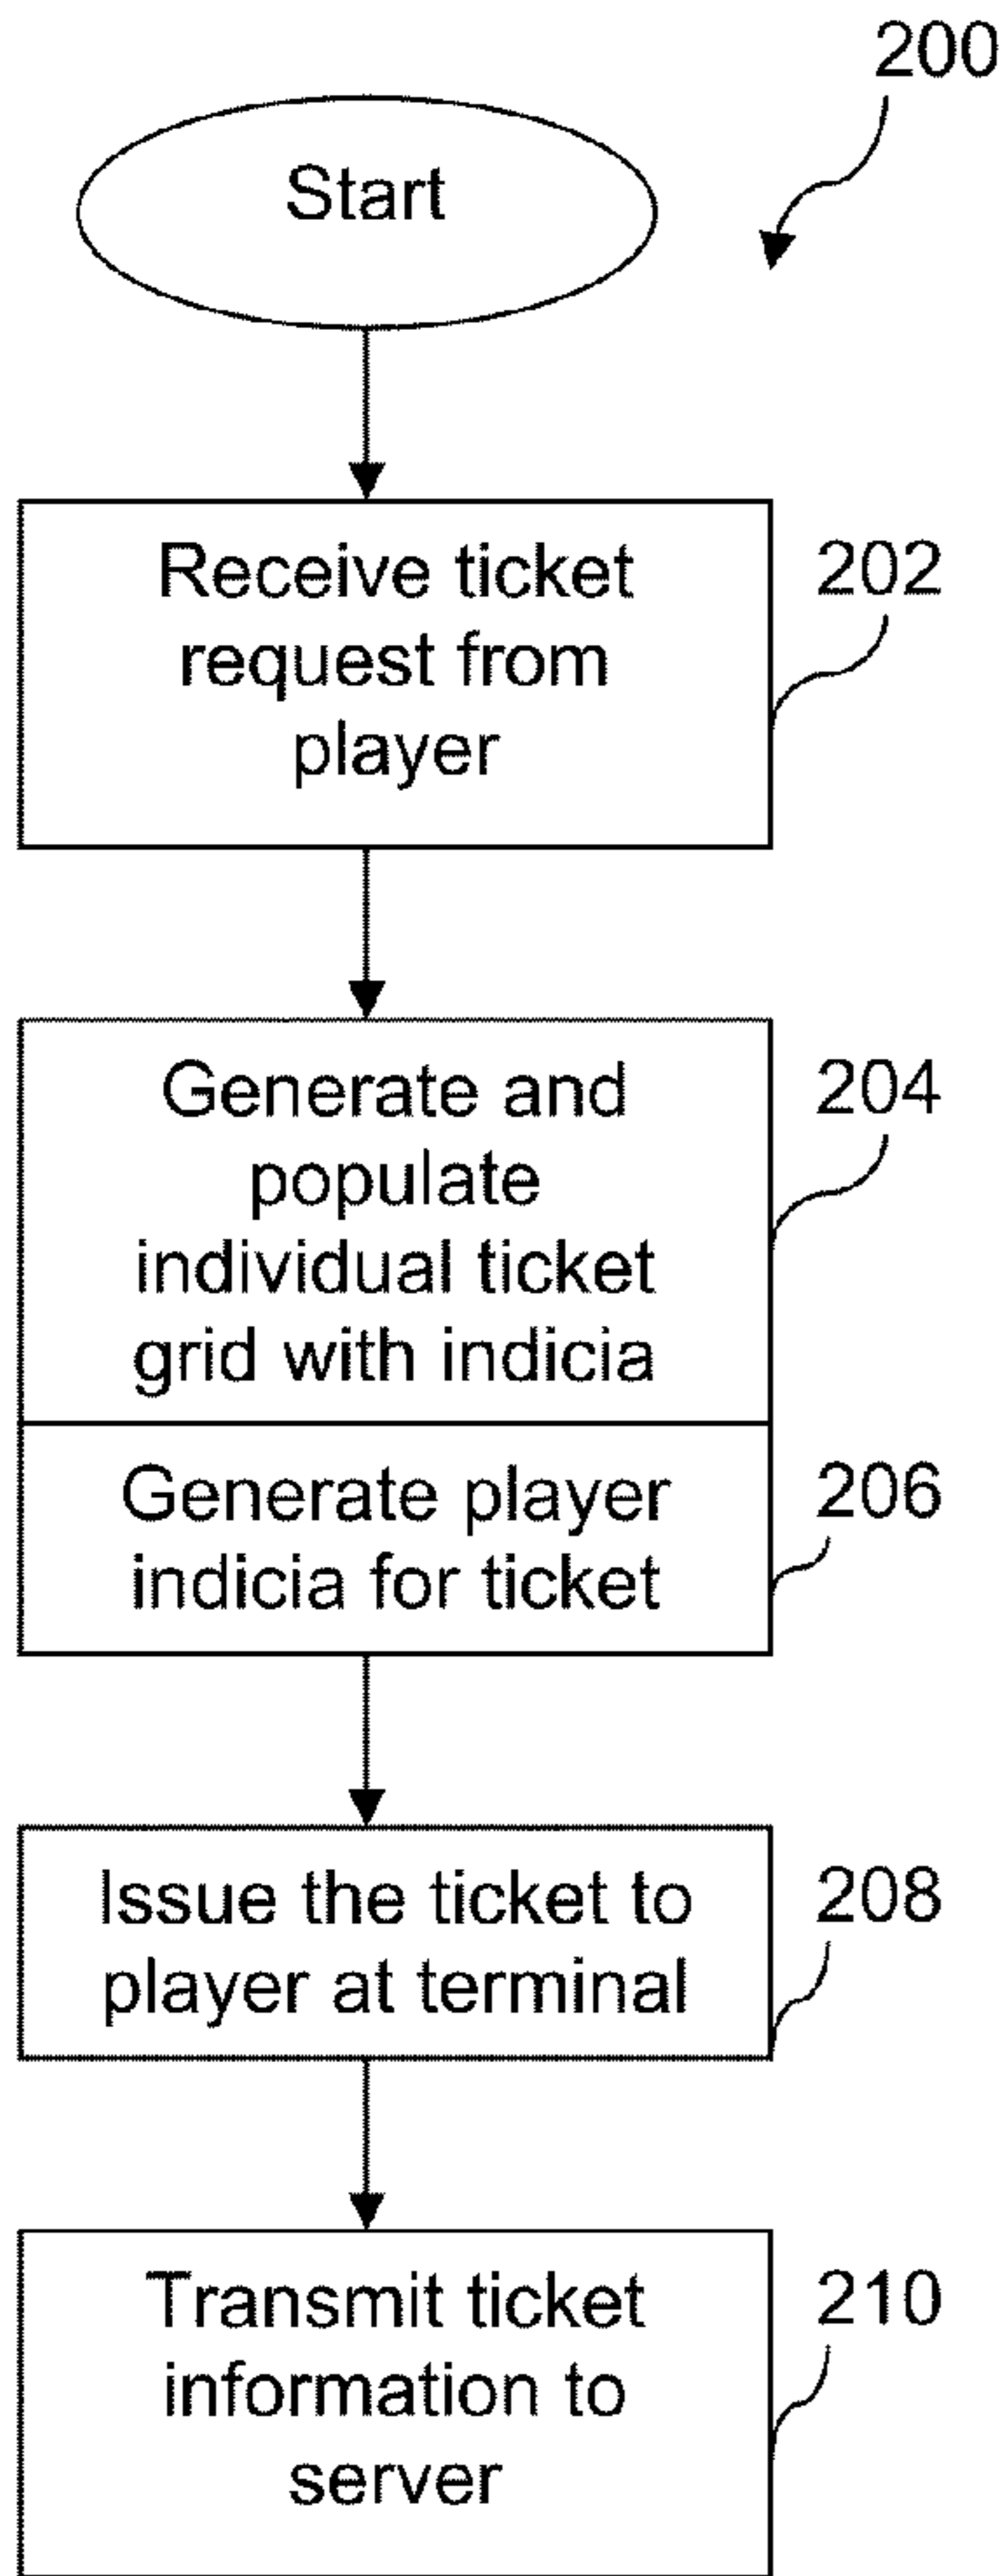 200
Start
Receive ticket
request from
player
202
Generate and
populate
individual ticket
grid with indicia
204
Generate player
indicia for ticket
206
Issue the ticket to
player at terminal
208
Transmit ticket
information to
server
210